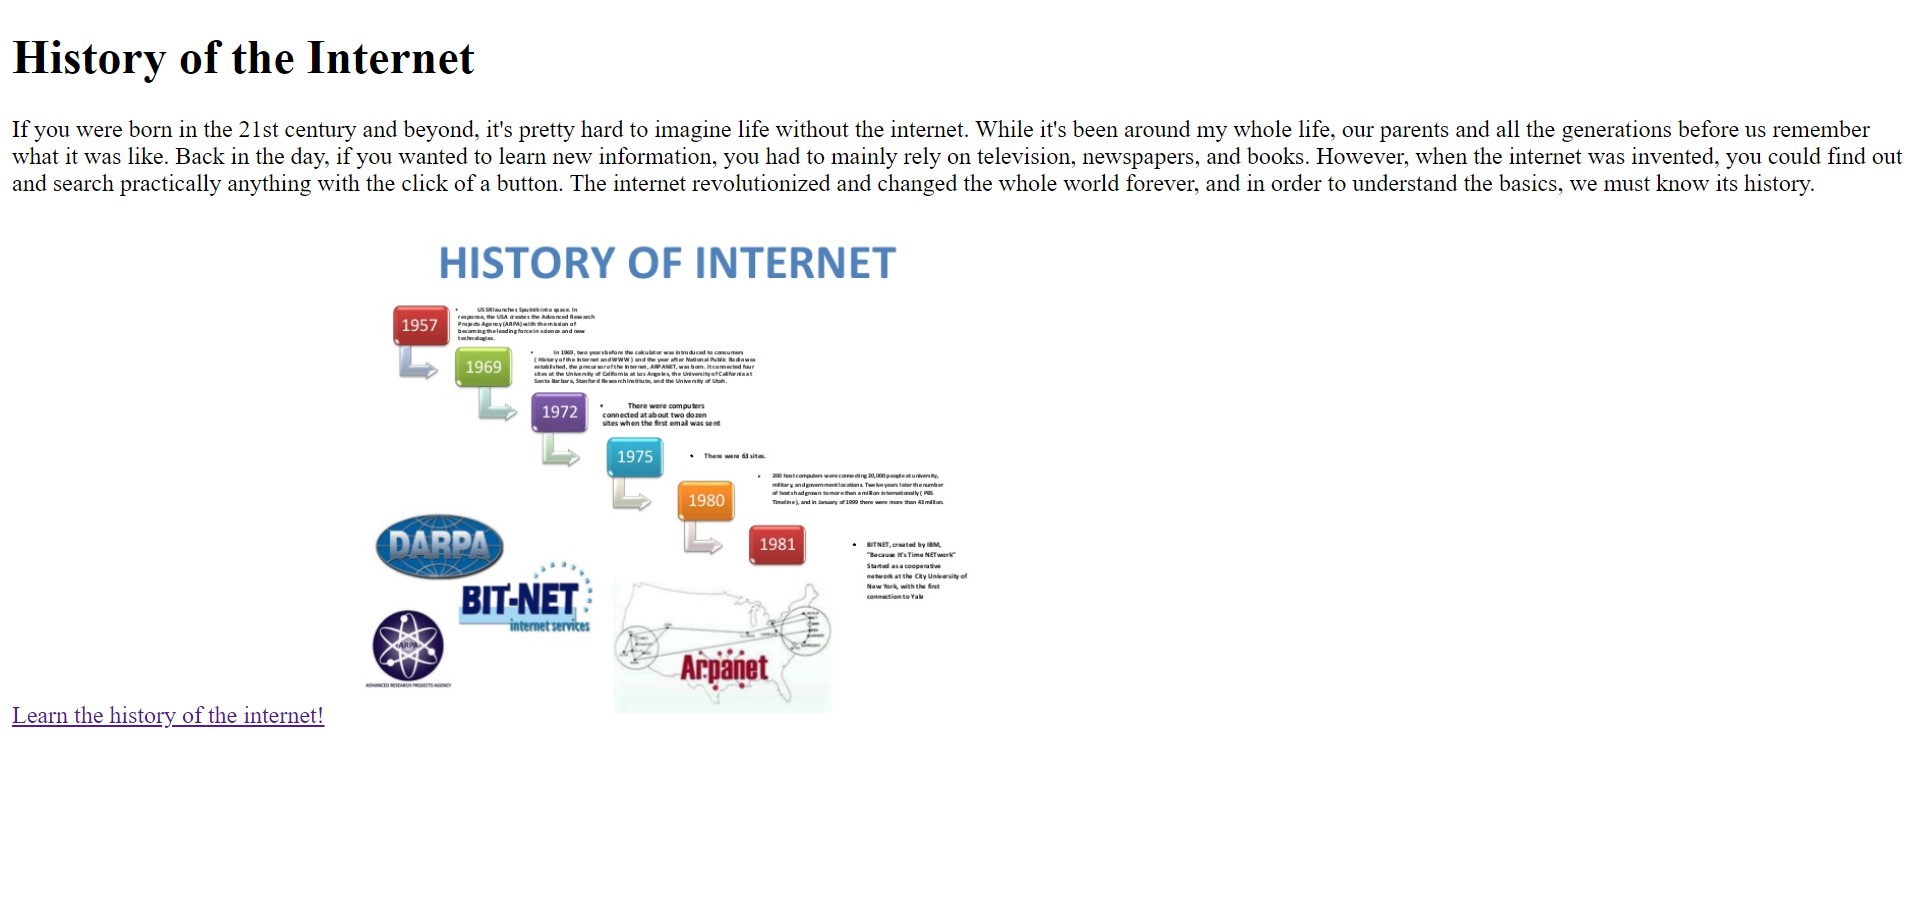 History of the Internet
If you were born in the 21st century and beyond, it's pretty hard to imagine life without the internet. While it's been around my whole life, our parents and all the generations before us remember
what it was like. Back in the day, if you wanted to learn new information, you had to mainly rely on television, newspapers, and books. However, when the internet was invented, you could find out
and search practically anything with the click of a button. The internet revolutionized and changed the whole world forever, and in order to understand the basics, we must know its history.
HISTORY OF INTERNET
1957
• USSR launches Sputnik into space. In
response, the USA creates the Advanced Research
Projects Agency (ARPA) with the mission of
becoming the leading force in science and new
technologies.
1969
• In 1969, two years before the calculator was introduced to consumers
( History of the Internet and WWW ) and the year after National Public Radio was
established, the precursor of the Internet, ARPANET, was born. It connected four
sites at the University of California at Los Angeles, the University of California at
Santa Barbara, Stanford Research Institute, and the University of Utah.
1972
• There were computers
connected at about two dozen
sites when the first email was sent
1975
• There were 63 sites.
1980
• 200 host computers were connecting 20,000 people at university,
military, and government locations. Twelve years later the number
of hosts had grown to more than a million internationally ( PBS
Timeline ), and in January of 1999 there were more than 43 million.
1981
• BITNET, created by IBM,
"Because It's Time NETwork"
Started as a cooperative
network at the City University of
New York, with the first
connection to Yale
DARPA
BIT-NET
internet services
ARPA
ADVANCED RESEARCH PROJECTS AGENCY
Arpanet
Learn the history of the internet!